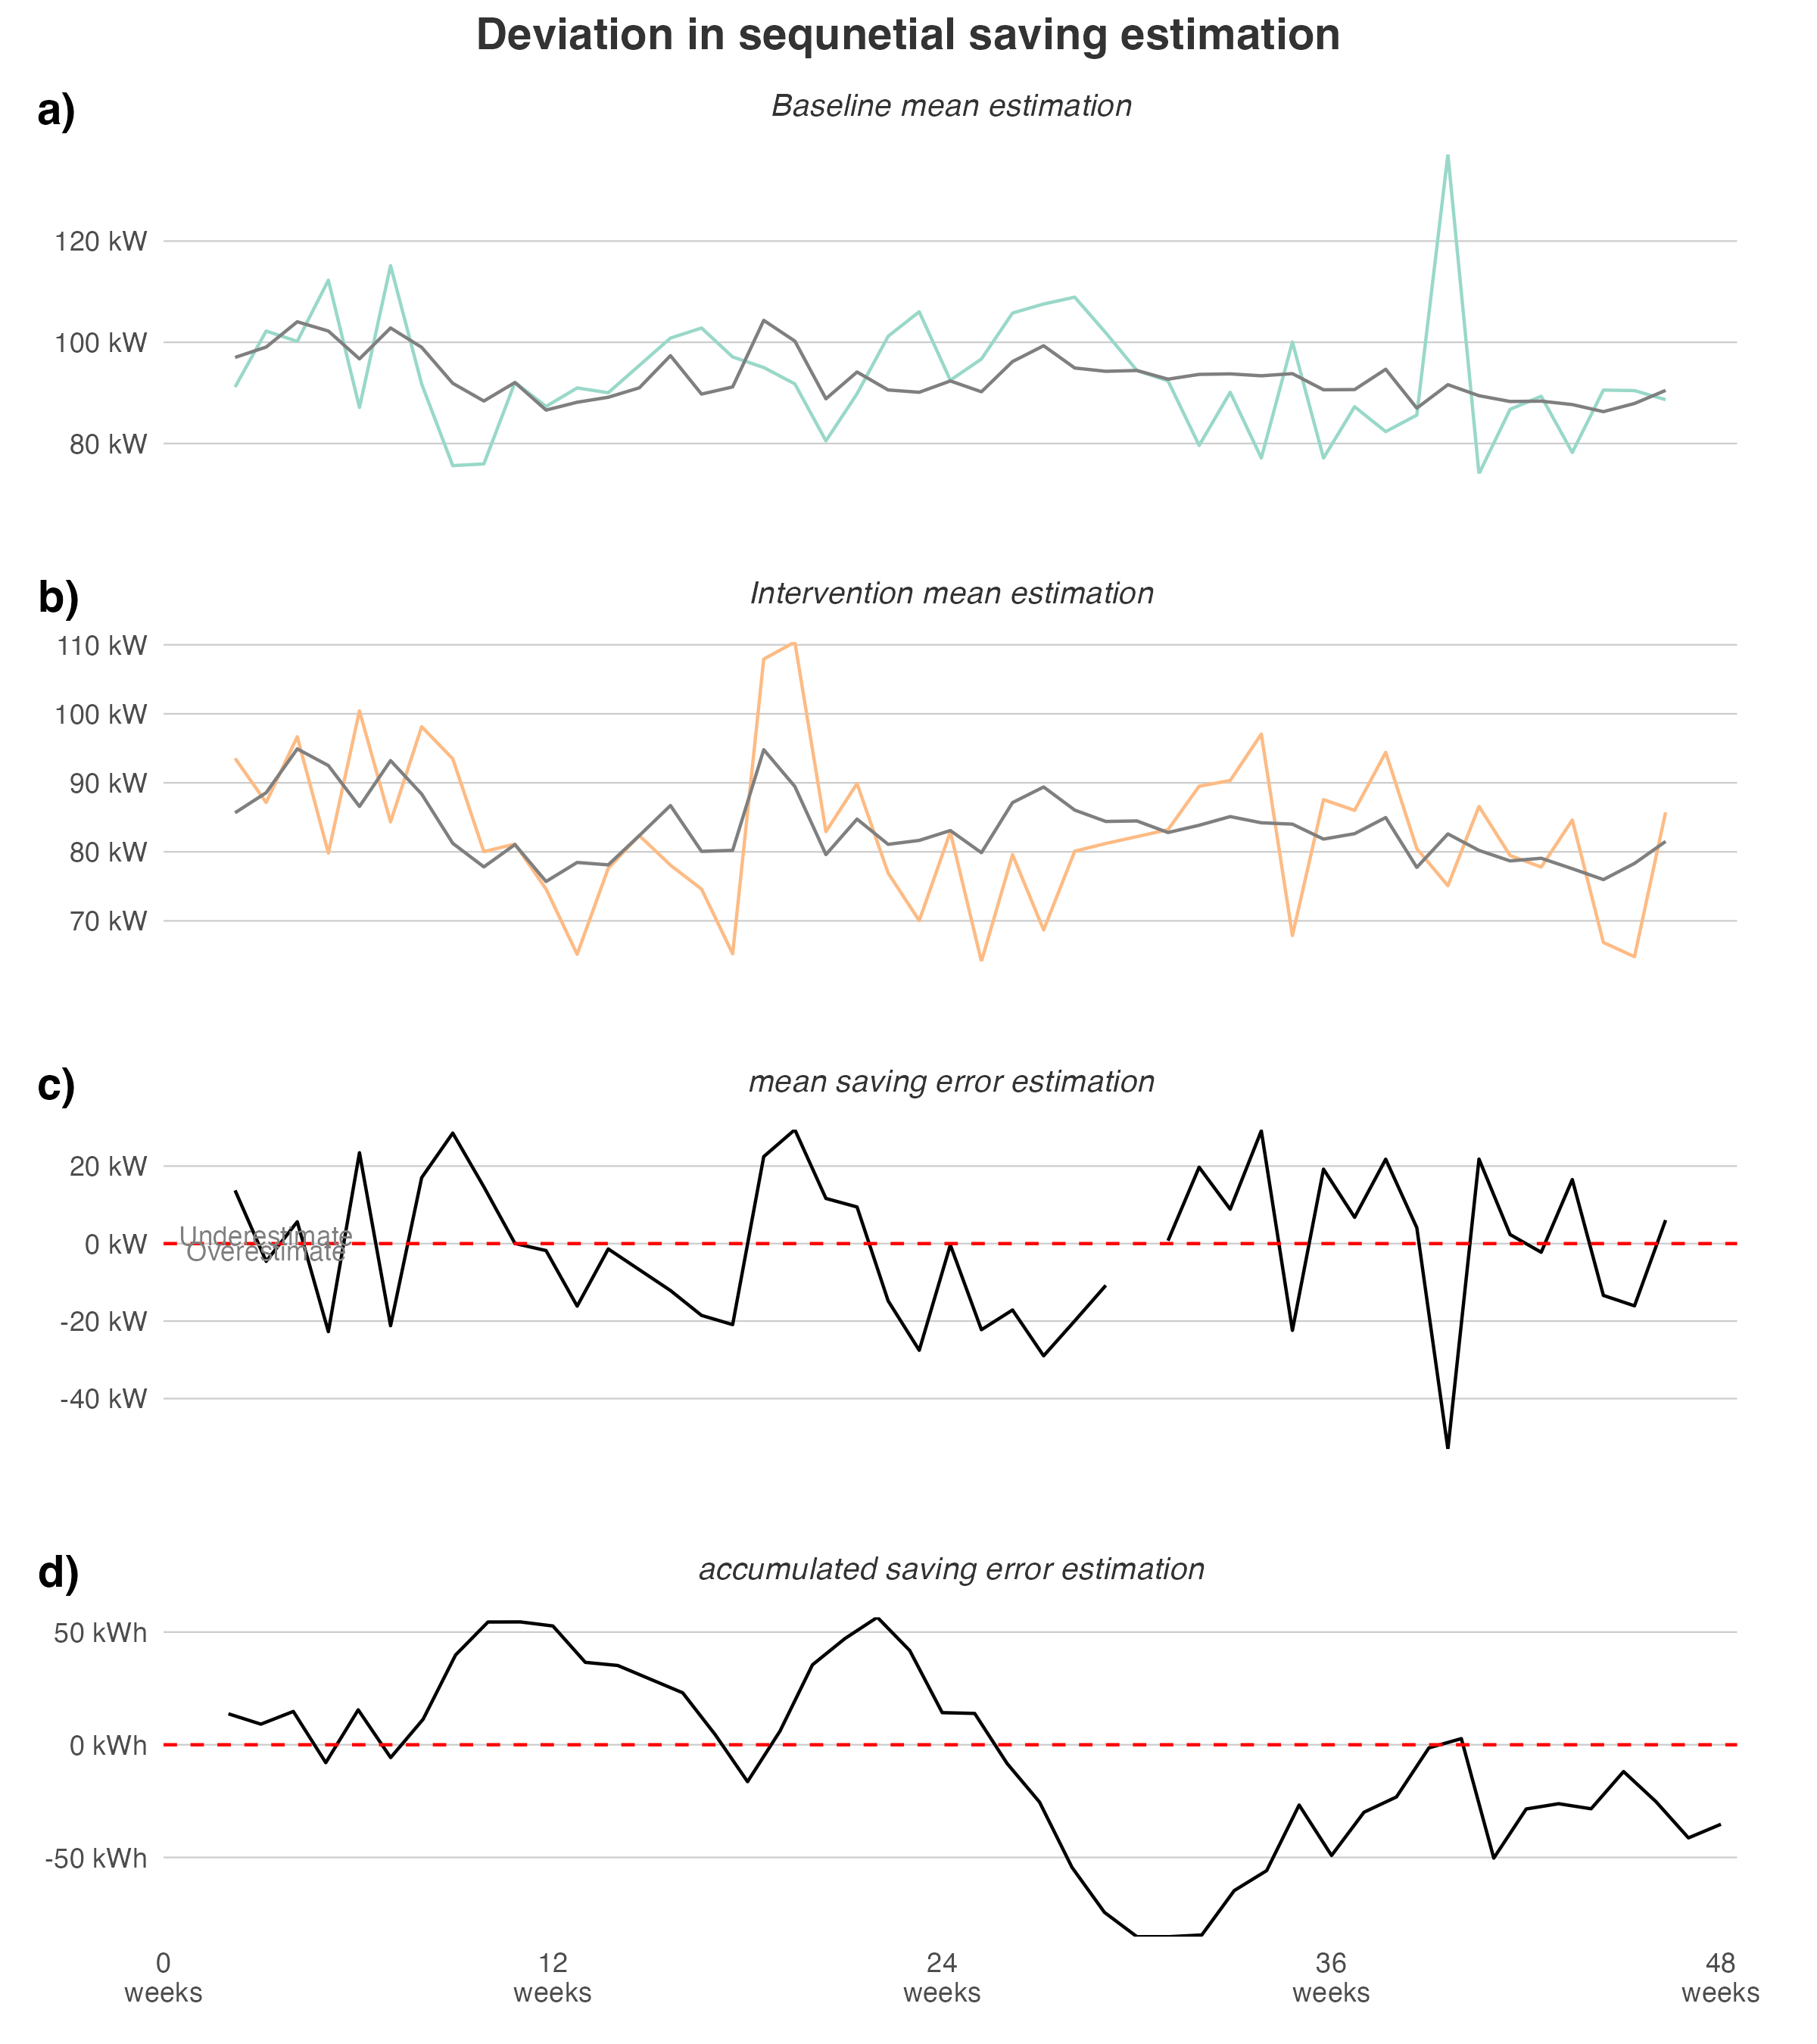 Deviation in sequnetial saving estimation
a)
Baseline mean estimation
120 kW
100 kW
80 kW
b)
Intervention mean estimation
110 kW
100 kW
90 kW
80 kW
70 kW
c)
mean saving error estimation
20 kW
Underestimate
0 kW
Overestimate
-20 kW
-40 kW
d)
accumulated saving error estimation
50 kWh
0 kWh
-50 kWh
0 12 24 36 48
weeks weeks weeks weeks weeks